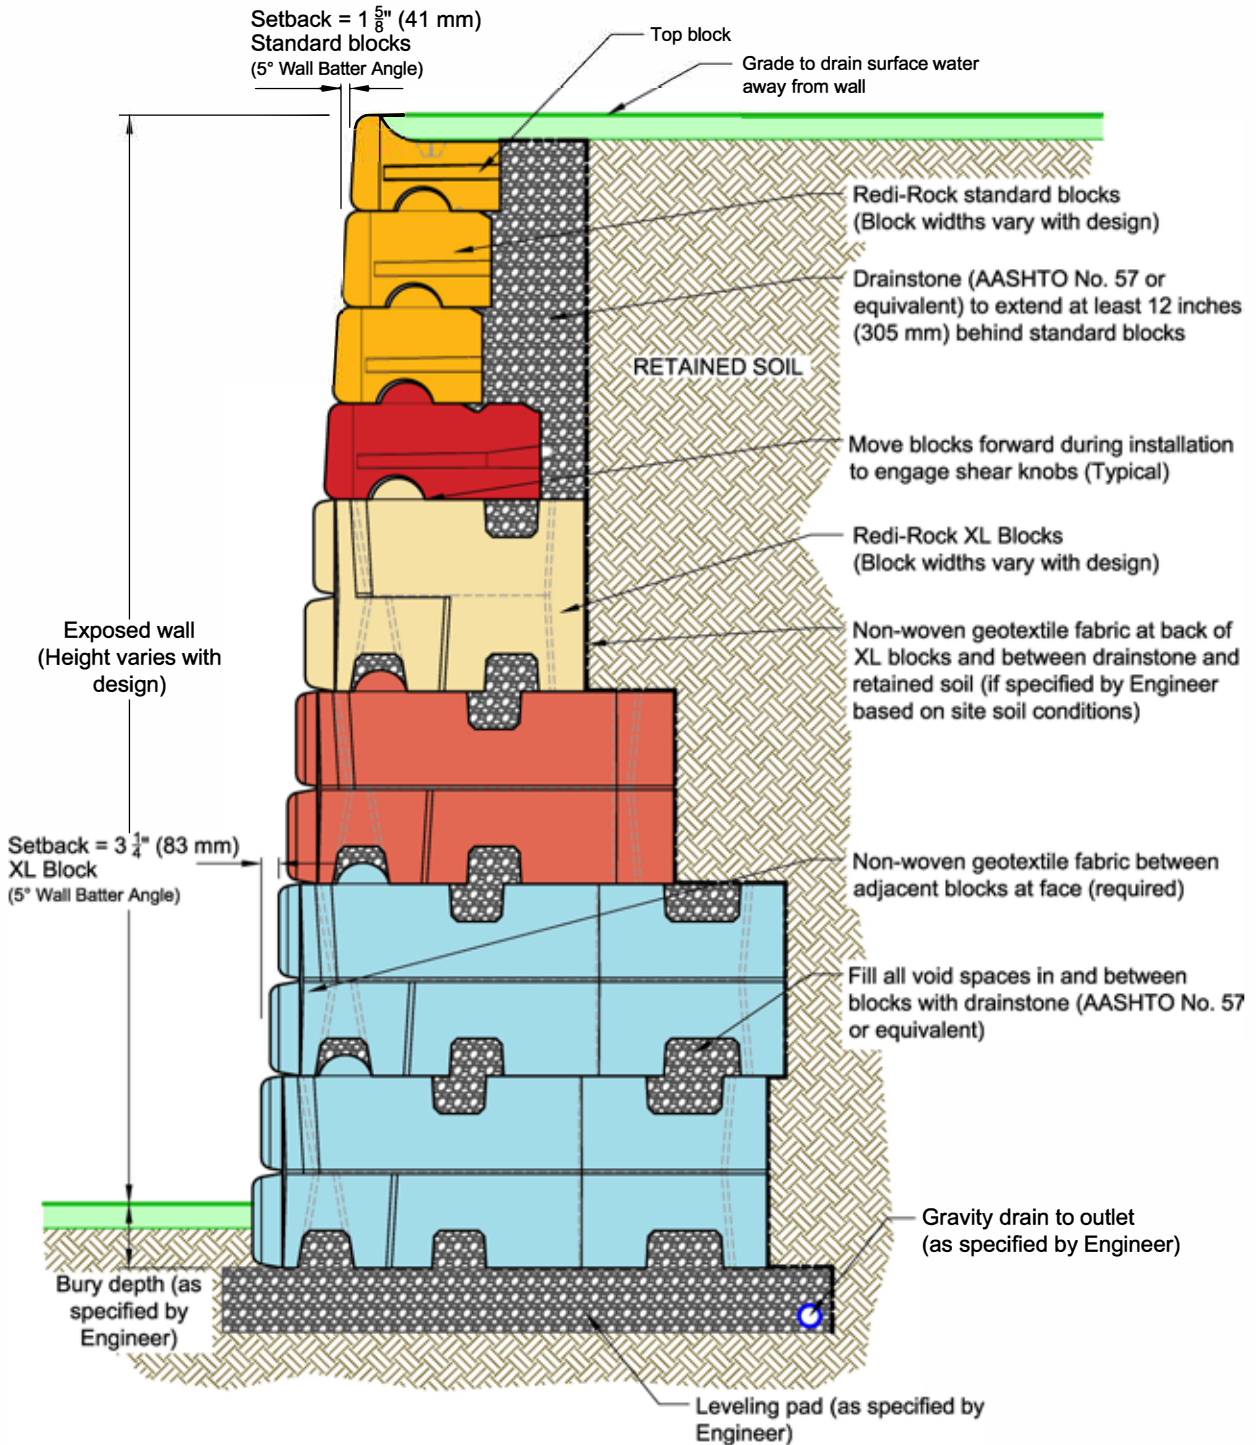 Setback = 1 5/8" (41 mm)
Standard blocks
(5° Wall Batter Angle)
Top block
Grade to drain surface water
away from wall
Redi-Rock standard blocks
(Block widths vary with design)
Drainstone (AASHTO No. 57 or
equivalent) to extend at least 12 inches
(305 mm) behind standard blocks
RETAINED SOIL
Move blocks forward during installation
to engage shear knobs (Typical)
Redi-Rock XL Blocks
(Block widths vary with design)
Exposed wall
(Height varies with
design)
Non-woven geotextile fabric at back of
XL blocks and between drainstone and
retained soil (if specified by Engineer
based on site soil conditions)
Setback = 3 1/4" (83 mm)
XL Block
(5° Wall Batter Angle)
Non-woven geotextile fabric between
adjacent blocks at face (required)
Fill all void spaces in and between
blocks with drainstone (AASHTO No. 57
or equivalent)
Gravity drain to outlet
(as specified by Engineer)
Bury depth (as
specified by
Engineer)
Leveling pad (as specified by
Engineer)